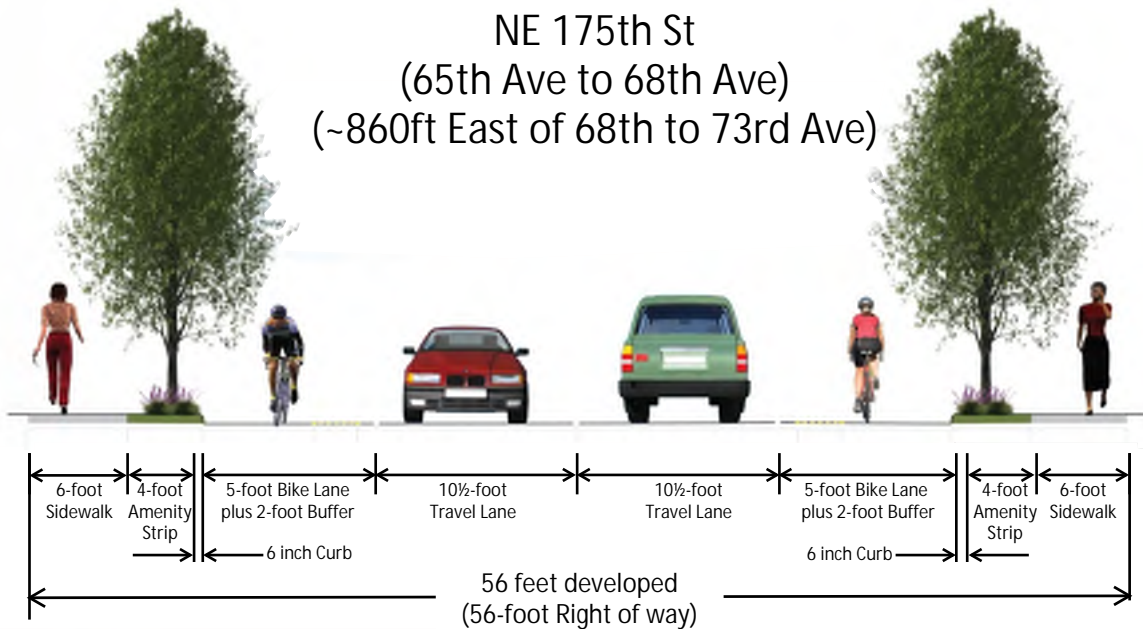 NE 175th St
(65th Ave to 68th Ave)
(~860ft East of 68th to 73rd Ave)
6-foot
Sidewalk
4-foot
Amenity
Strip
5-foot Bike Lane
plus 2-foot Buffer
10½-foot
Travel Lane
10½-foot
Travel Lane
5-foot Bike Lane
plus 2-foot Buffer
4-foot
Amenity
Strip
6-foot
Sidewalk
6 inch Curb
6 inch Curb
56 feet developed
(56-foot Right of way)